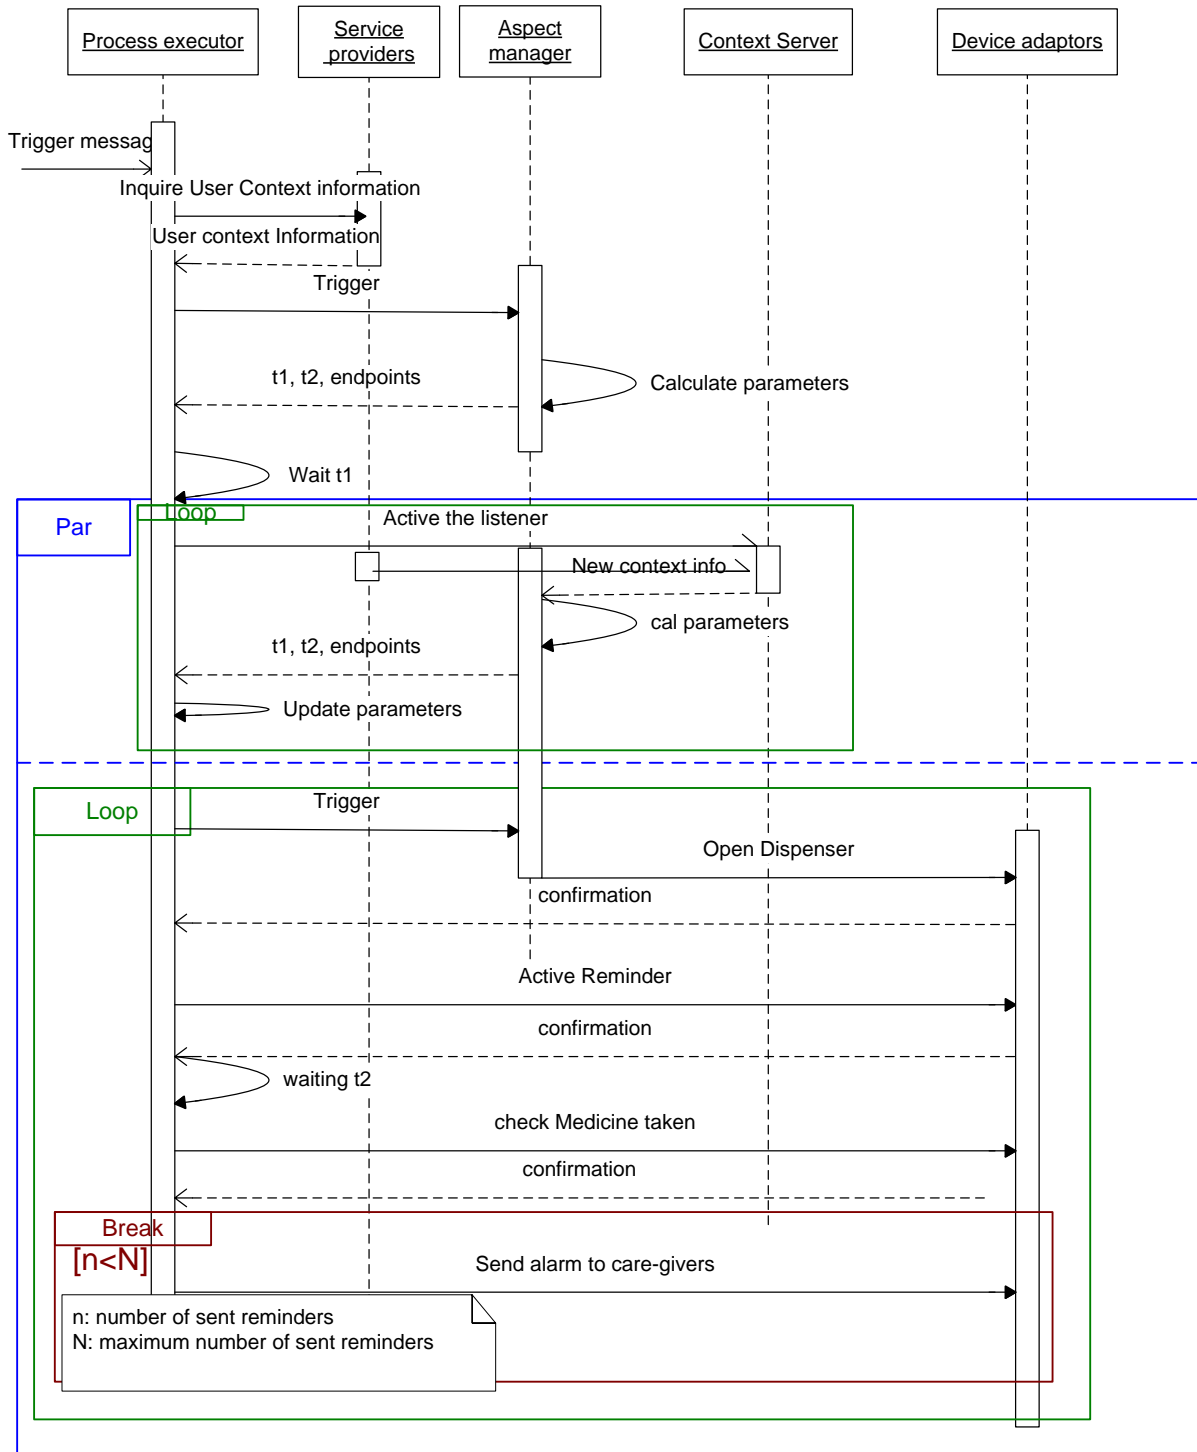 Process executor
Service
providers
Aspect
manager
Context Server
Device adaptors
Trigger messag
Inquire User Context information
User context Information
Trigger
t1, t2, endpoints
Calculate parameters
Wait t1
Par
Loop
Active the listener
New context info
cal parameters
t1, t2, endpoints
Update parameters
Loop
Trigger
Open Dispenser
confirmation
Active Reminder
confirmation
waiting t2
check Medicine taken
confirmation
Break
[n<N]
Send alarm to care-givers
n: number of sent reminders
N: maximum number of sent reminders